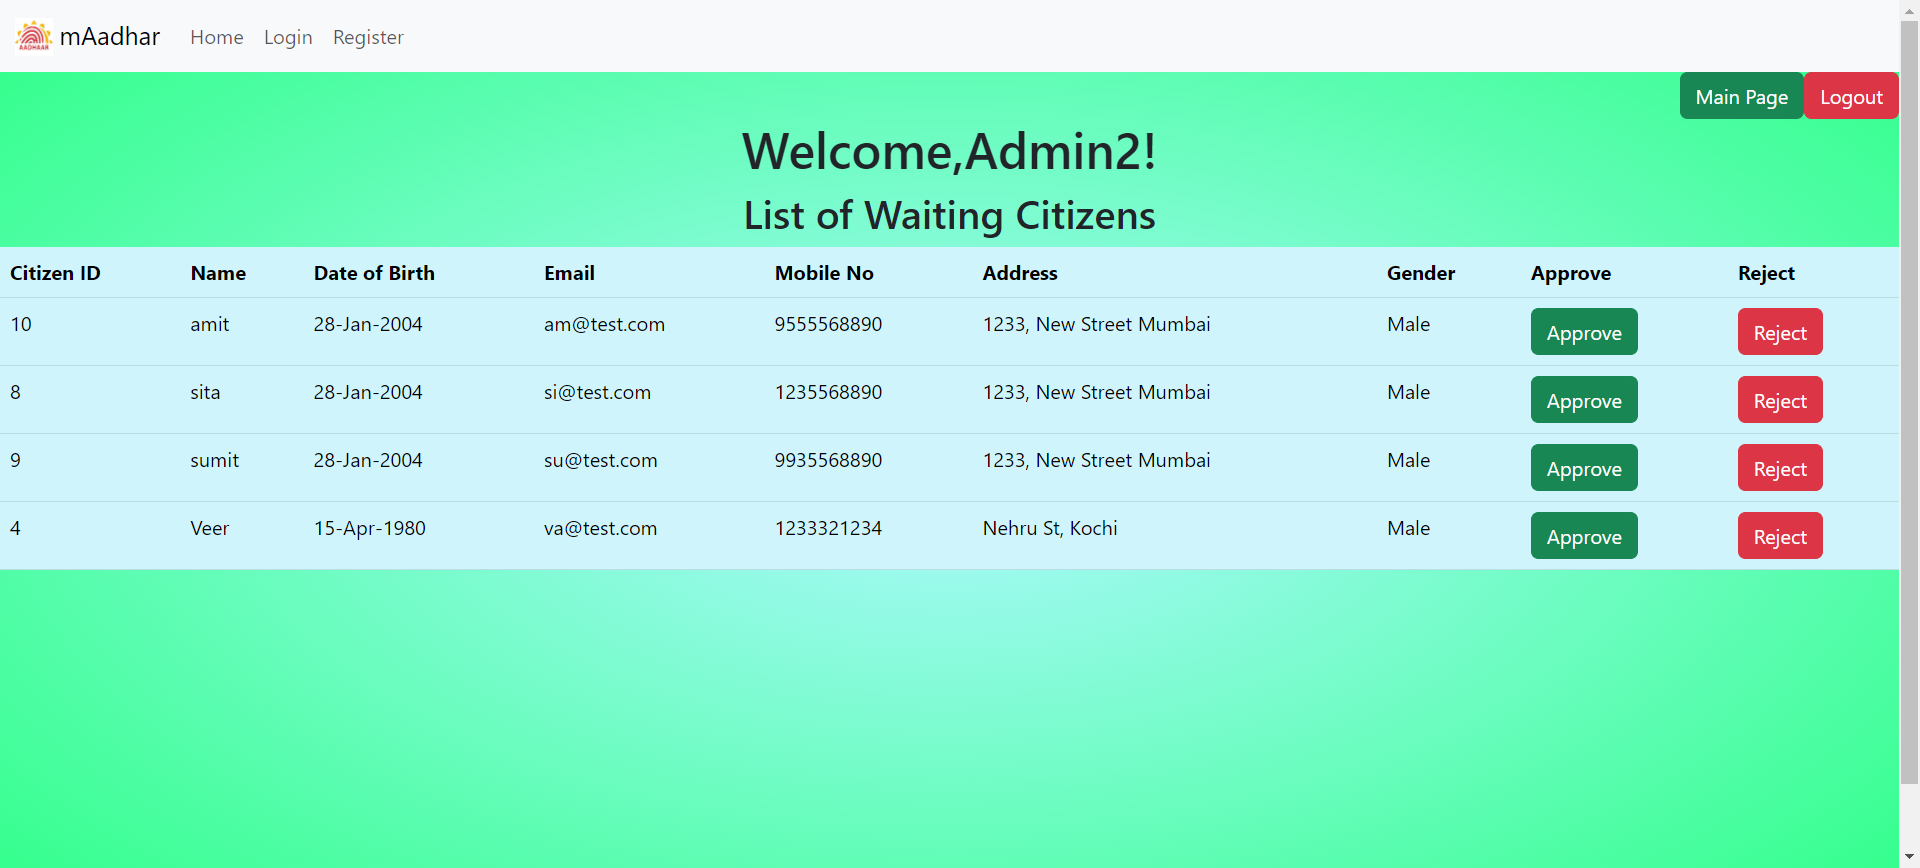 AADHAAR mAadhar Home Login Register
Main Page Logout
Welcome,Admin2!
List of Waiting Citizens
Citizen ID Name Date of Birth Email Mobile No Address Gender Approve Reject
10 amit 28-Jan-2004 am@test.com 9555568890 1233, New Street Mumbai Male Approve Reject
8 sita 28-Jan-2004 si@test.com 1235568890 1233, New Street Mumbai Male Approve Reject
9 sumit 28-Jan-2004 su@test.com 9935568890 1233, New Street Mumbai Male Approve Reject
4 Veer 15-Apr-1980 va@test.com 1233321234 Nehru St, Kochi Male Approve Reject